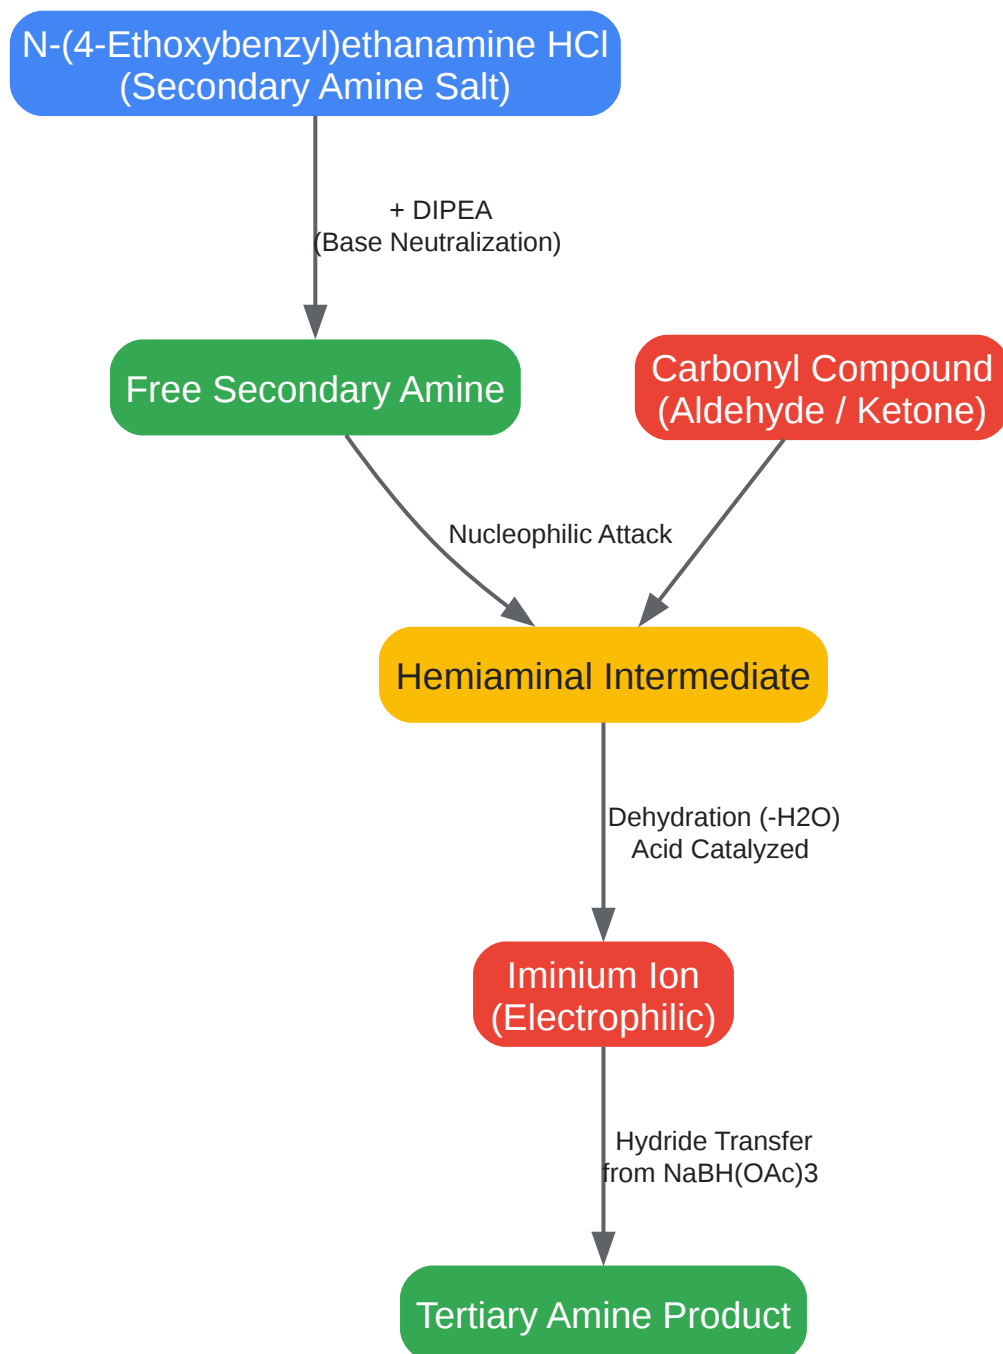 N-(4-Ethoxybenzyl)ethanamine HCl
(Secondary Amine Salt)
+ DIPEA
(Base Neutralization)
Free Secondary Amine
Carbonyl Compound
(Aldehyde / Ketone)
Nucleophilic Attack
Hemiaminal Intermediate
Dehydration (-H2O)
Acid Catalyzed
Iminium Ion
(Electrophilic)
Hydride Transfer
from NaBH(OAc)3
Tertiary Amine Product